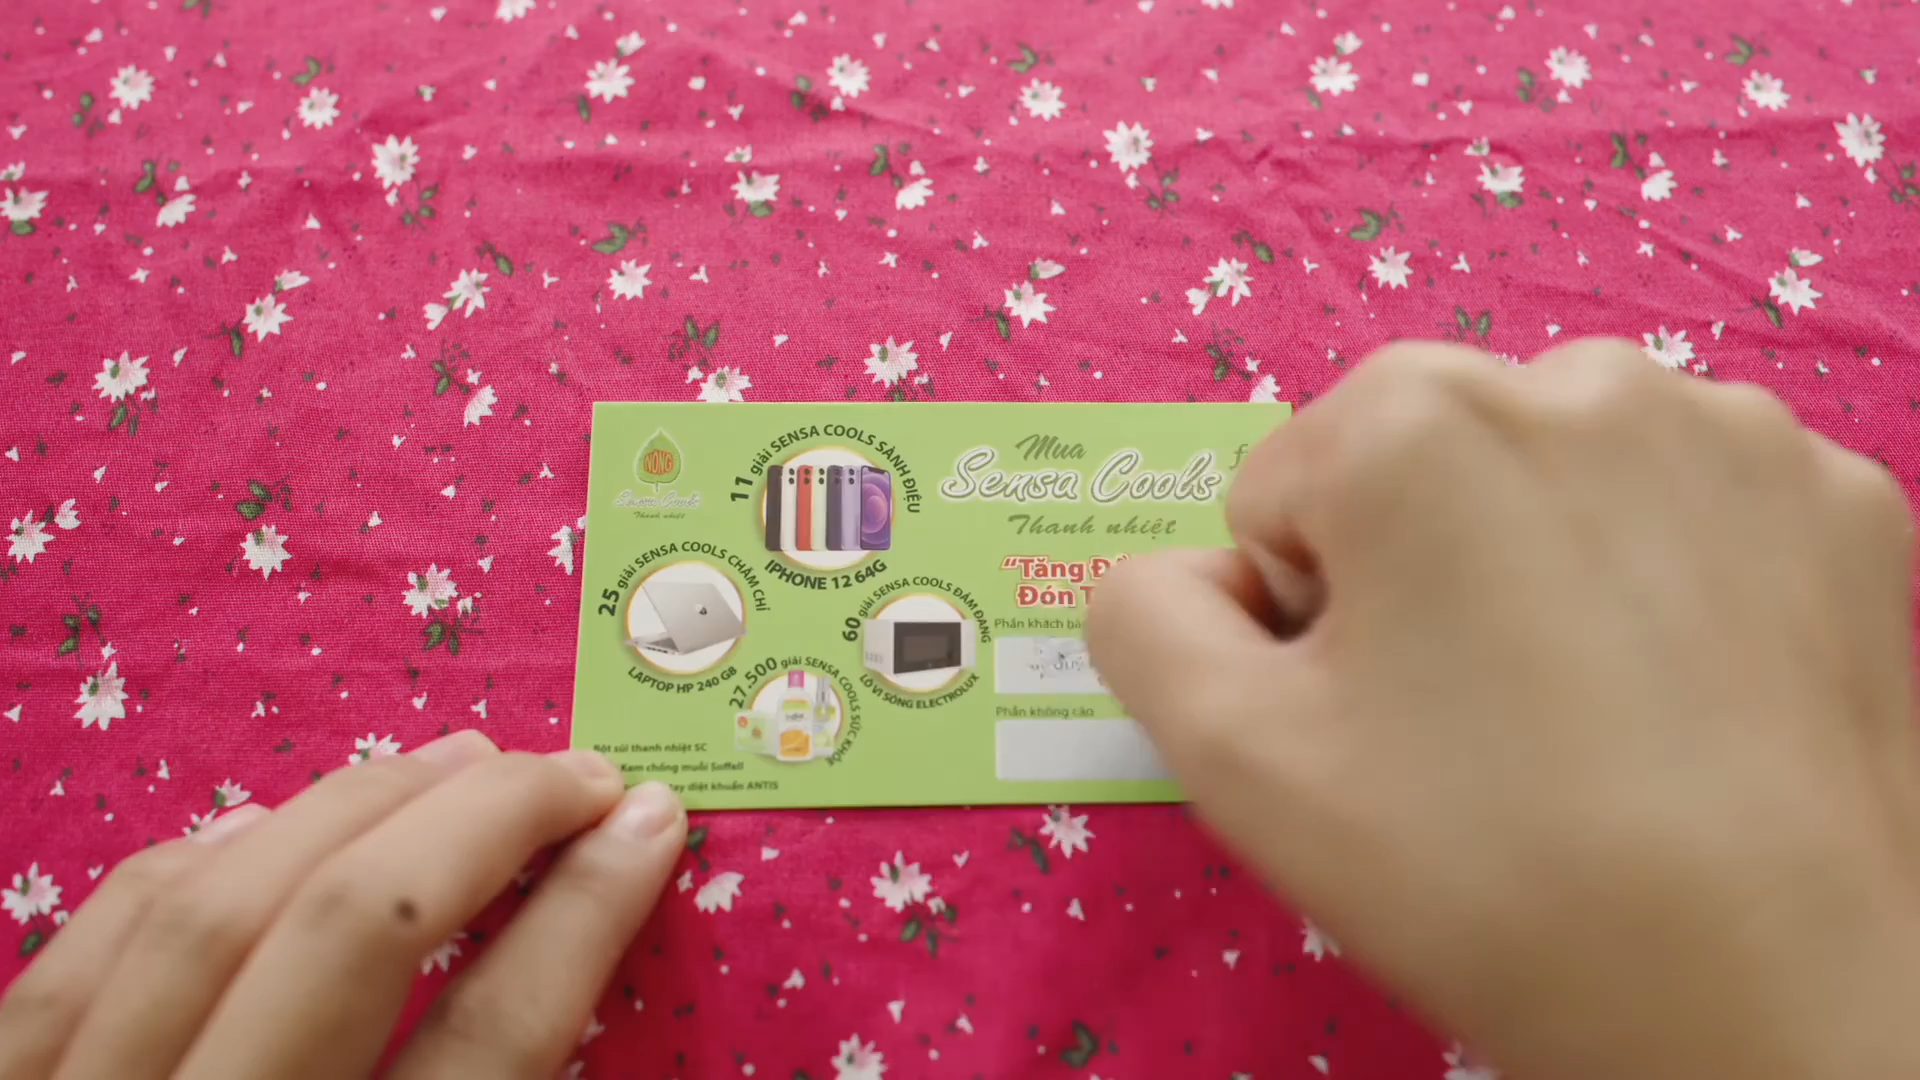 NÓNG
Sensa Cools
Thanh nhiệt
11 giải SENSA COOLS SÀNH ĐIỆU
IPHONE 12 64G
25 giải SENSA COOLS CHĂM CHỈ
LAPTOP HP 240 G8
60 giải SENSA COOLS ĐẢM ĐANG
LÒ VI SÓNG ELECTROLUX
27.500 giải SENSA COOLS SỨC KHỎE
Bột sủi thanh nhiệt SC
Kem chống muỗi Soffell
tay diệt khuẩn ANTIS
Mua
Sensa Cools
Thanh nhiệt
“Tăng
Đón
Phần khách
Phần không cào